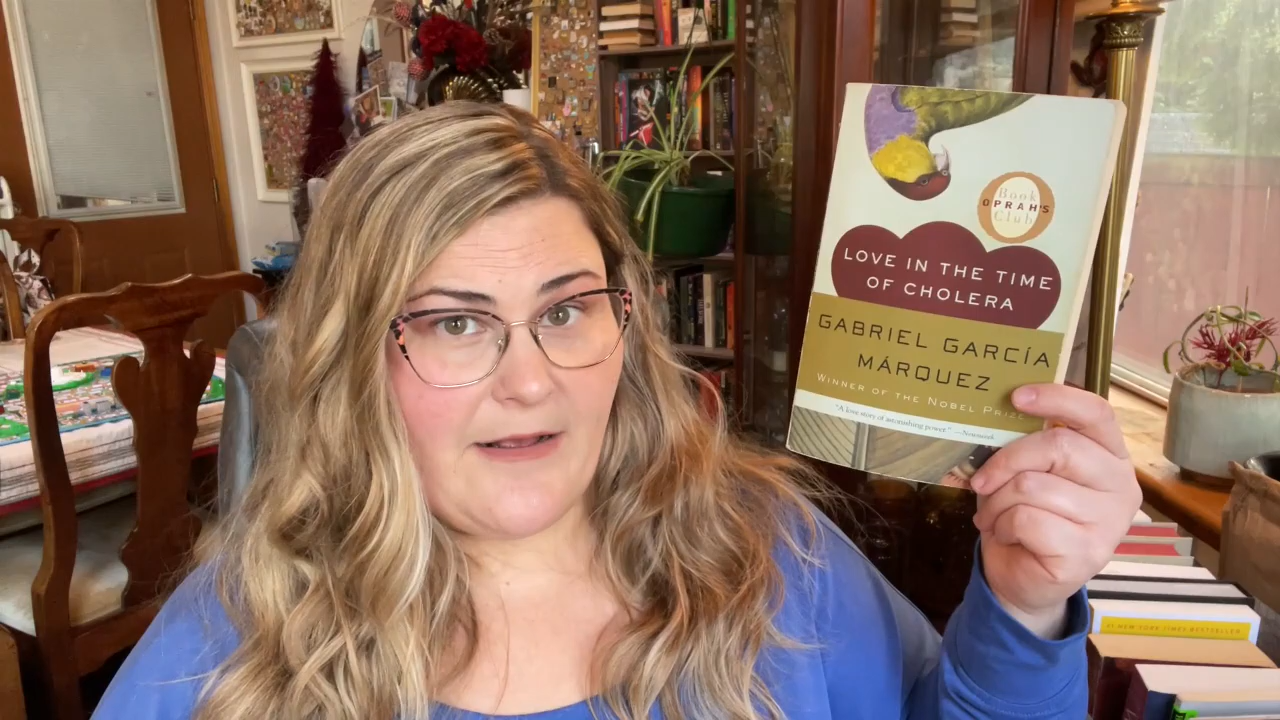 Book
OPRAH'S
Club
LOVE IN THE TIME
OF CHOLERA
GABRIEL GARCÍA
MÁRQUEZ
WINNER OF THE NOBEL PRIZE
"A love story of astonishing power." —Newsweek
#1 NEW YORK TIMES BESTSELLER